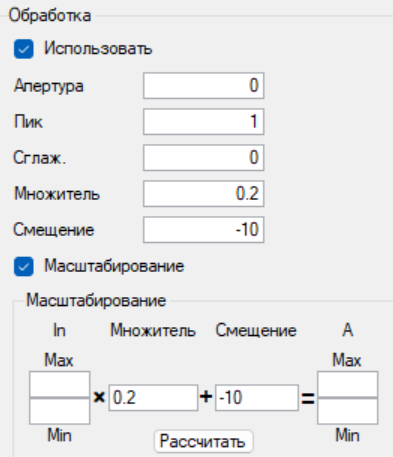 Обработка
Использовать
Апертура 0
Пик 1
Сглаж. 0
Множитель 0.2
Смещение -10
Масштабирование
Масштабирование
In Множитель Смещение A
Max Max
× 0.2 + -10 =
Min Min
Рассчитать